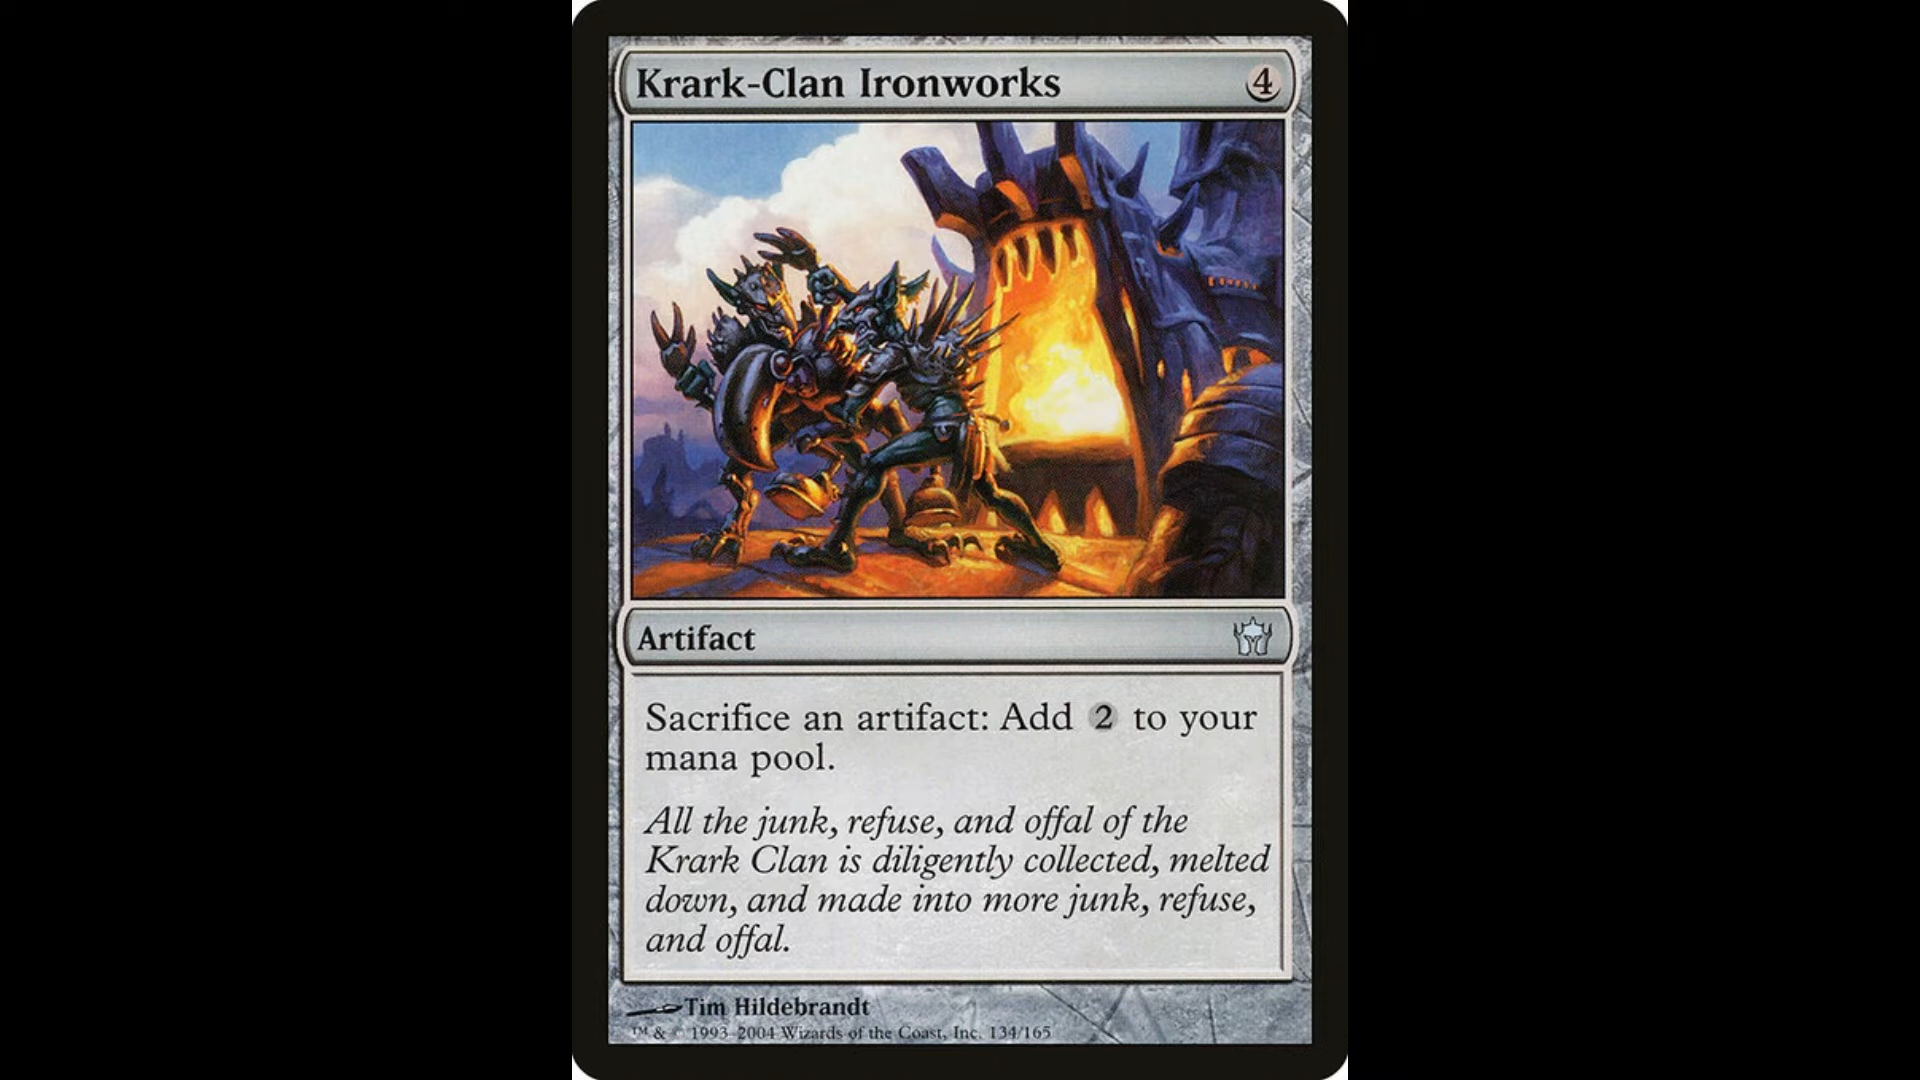 Krark-Clan Ironworks 4
Artifact
Sacrifice an artifact: Add 2 to your
mana pool.
All the junk, refuse, and offal of the
Krark Clan is diligently collected, melted
down, and made into more junk, refuse,
and offal.
Tim Hildebrandt
™ & © 1993–2004 Wizards of the Coast, Inc. 134/165